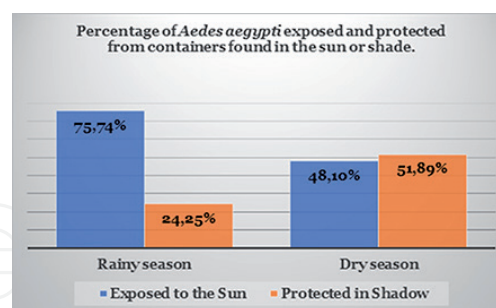 Percentage of Aedes aegypti exposed and protected
from containers found in the sun or shade.
75,74%
24,25%
48,10%
51,89%
Rainy season
Dry season
Exposed to the Sun
Protected in Shadow